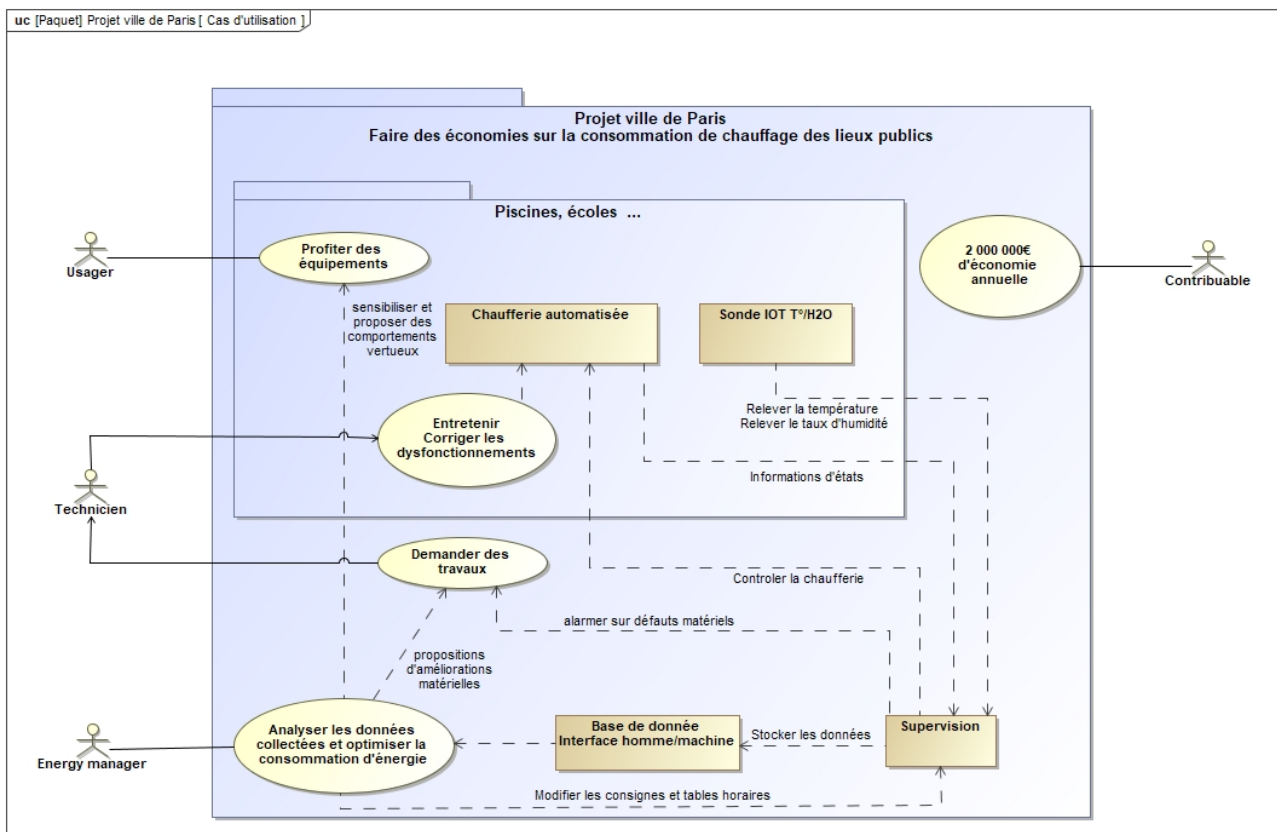 uc [Paquet] Projet ville de Paris [ Cas d'utilisation ]
Projet ville de Paris
Faire des économies sur la consommation de chauffage des lieux publics
Piscines, écoles ...
Profiter des
équipements
2 000 000€
d'économie
annuelle
Usager
Contribuable
sensibiliser et
proposer des
comportements
vertueux
Chaufferie automatisée
Sonde IOT T°/H2O
Entretenir
Corriger les
dysfonctionnements
Relever la température
Relever le taux d'humidité
Informations d'états
Technicien
Demander des
travaux
Controler la chaufferie
alarmer sur défauts matériels
propositions
d'améliorations
matérielles
Analyser les données
collectées et optimiser la
consommation d'énergie
Base de donnée
Interface homme/machine
Stocker les données
Supervision
Energy manager
Modifier les consignes et tables horaires